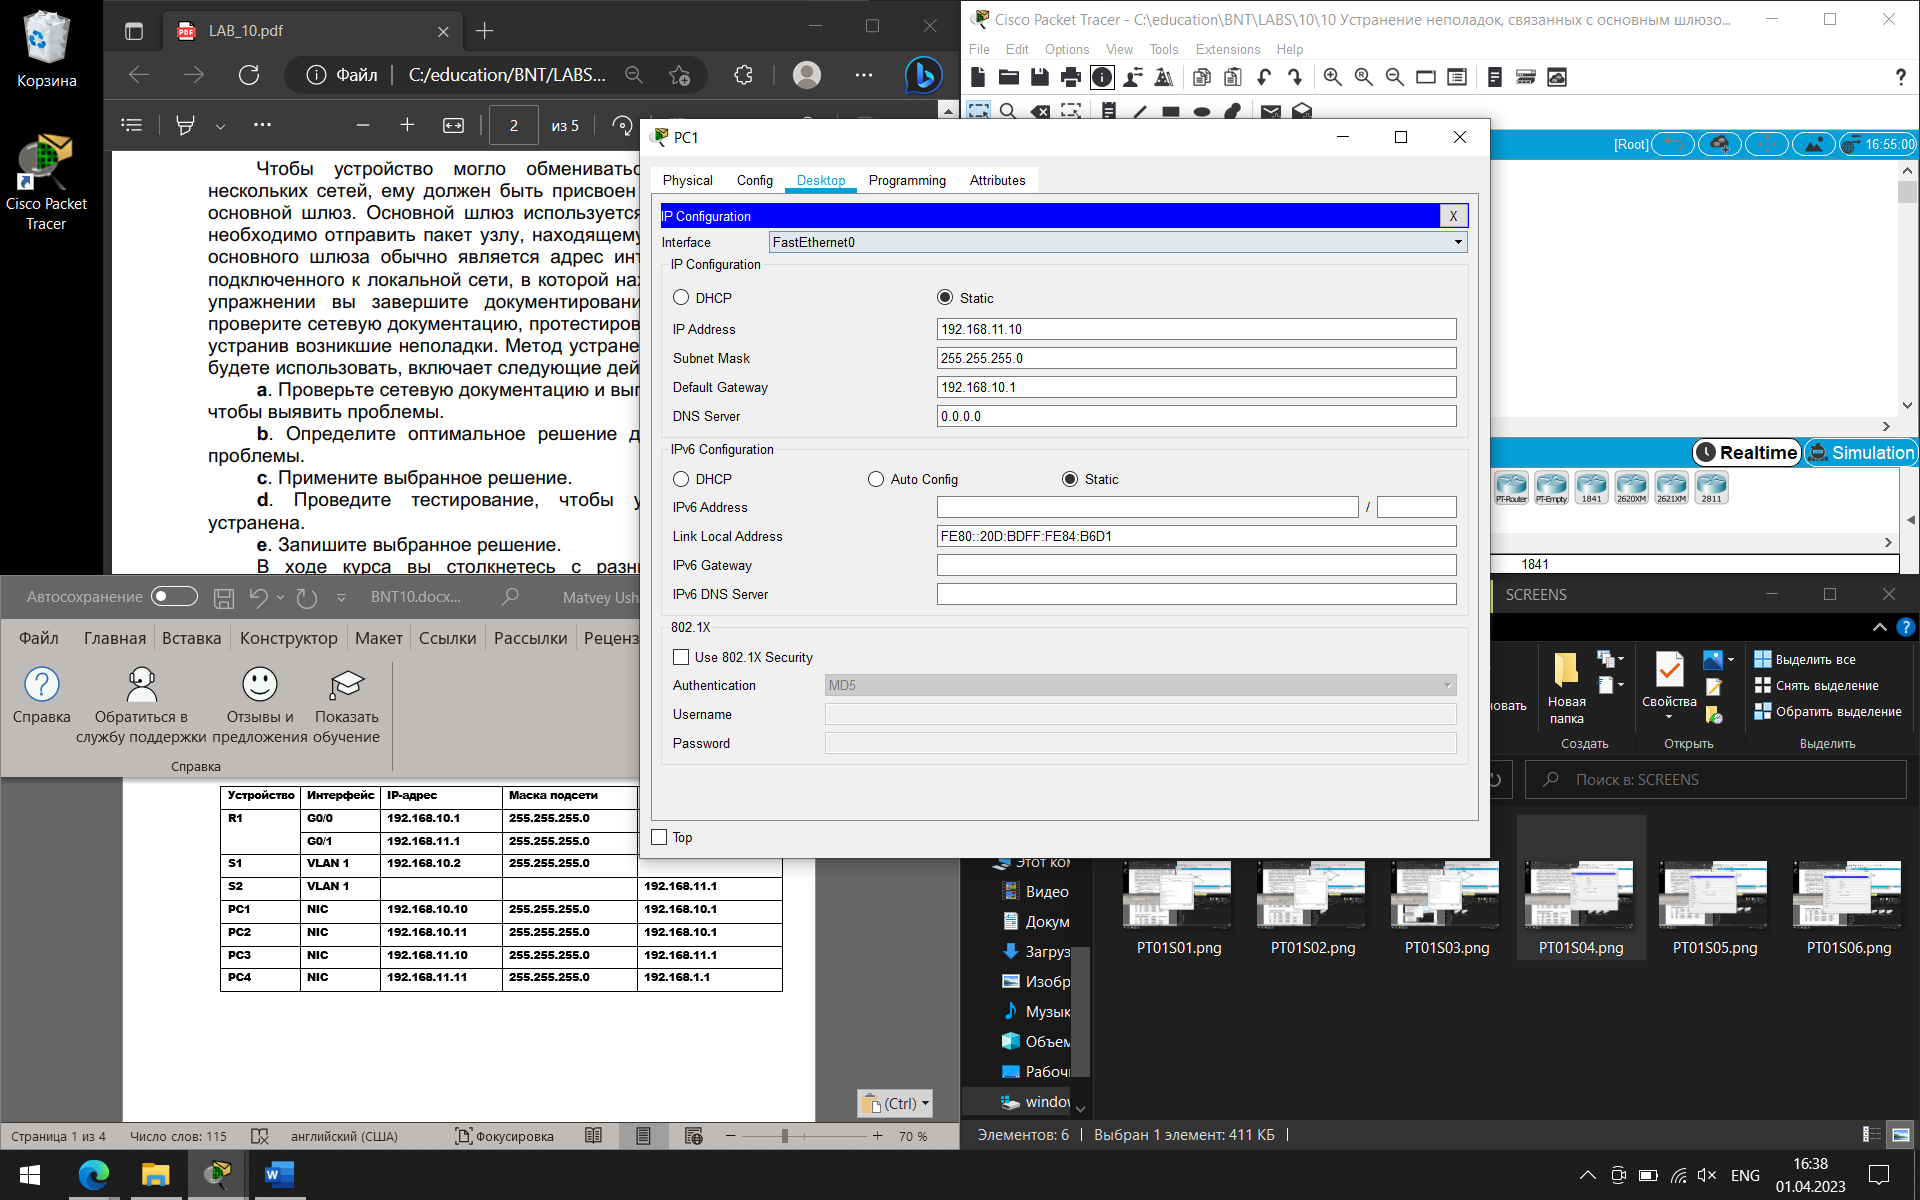 Корзина
Cisco Packet
Tracer
LAB_10.pdf
Файл
C:/education/BNT/LABS...
2
из 5
Чтобы устройство могло обмениватьс
нескольких сетей, ему должен быть присвоен
основной шлюз. Основной шлюз используется
необходимо отправить пакет узлу, находящему
основного шлюза обычно является адрес инт
подключенного к локальной сети, в которой нах
упражнении вы завершите документировани
проверите сетевую документацию, протестиров
устранив возникшие неполадки. Метод устране
будете использовать, включает следующие дей
a. Проверьте сетевую документацию и вып
чтобы выявить проблемы.
b. Определите оптимальное решение д
проблемы.
c. Примените выбранное решение.
d. Проведите тестирование, чтобы у
устранена.
e. Запишите выбранное решение.
В ходе курса вы столкнетесь с разн
Cisco Packet Tracer - C:\education\BNT\LABS\10\10 Устранение неполадок, связанных с основным шлюзо...
File Edit Options View Tools Extensions Help
?
[Root]
16:55:00
Realtime
Simulation
PT-Router PT-Empty 1841 2620XM 2621XM 2811
1841
PC1
Physical Config Desktop Programming Attributes
IP Configuration
X
Interface FastEthernet0
IP Configuration
DHCP Static
IP Address 192.168.11.10
Subnet Mask 255.255.255.0
Default Gateway 192.168.10.1
DNS Server 0.0.0.0
IPv6 Configuration
DHCP Auto Config Static
IPv6 Address /
Link Local Address FE80::20D:BDFF:FE84:B6D1
IPv6 Gateway
IPv6 DNS Server
802.1X
Use 802.1X Security
Authentication MD5
Username
Password
Top
Автосохранение
BNT10.docx...
Matvey Ush
Файл Главная Вставка Конструктор Макет Ссылки Рассылки Реценз
Справка
Обратиться в
службу поддержки
Отзывы и
предложения
Показать
обучение
Справка
Устройство Интерфейс IP-адрес Маска подсети
R1 G0/0 192.168.10.1 255.255.255.0
G0/1 192.168.11.1 255.255.255.0
S1 VLAN 1 192.168.10.2 255.255.255.0
S2 VLAN 1 192.168.11.1
PC1 NIC 192.168.10.10 255.255.255.0 192.168.10.1
PC2 NIC 192.168.10.11 255.255.255.0 192.168.10.1
PC3 NIC 192.168.11.10 255.255.255.0 192.168.11.1
PC4 NIC 192.168.11.11 255.255.255.0 192.168.1.1
(Ctrl)
Страница 1 из 4 Число слов: 115 английский (США) Фокусировка 70 %
SCREENS
?
новать
Новая
папка
Создать
Свойства
Открыть
Выделить все
Снять выделение
Обратить выделение
Выделить
Поиск в: SCREENS
Этот ком
Видео
Докум
Загруз
Изобр
Музык
Объем
Рабоч
windov
PT01S01.png PT01S02.png PT01S03.png PT01S04.png PT01S05.png PT01S06.png
Элементов: 6 Выбран 1 элемент: 411 КБ
ENG
16:38
01.04.2023